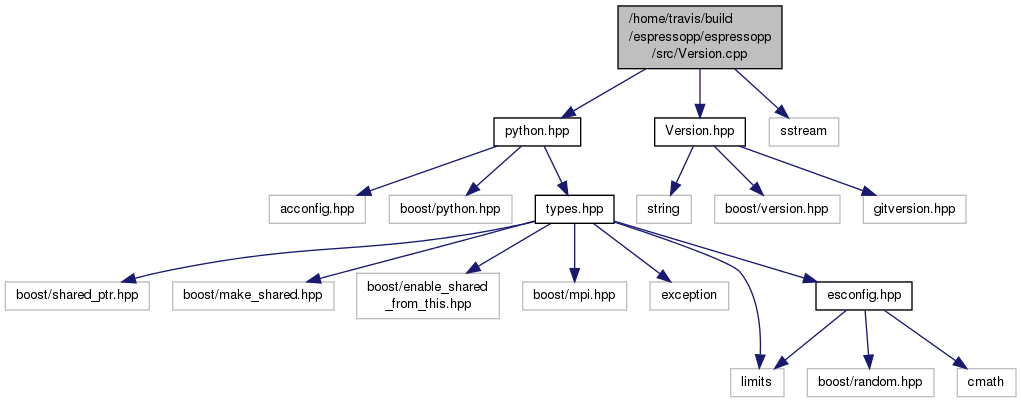 /home/travis/build
/espressopp/espressopp
/src/Version.cpp
python.hpp
Version.hpp
sstream
acconfig.hpp
boost/python.hpp
types.hpp
string
boost/version.hpp
gitversion.hpp
boost/shared_ptr.hpp
boost/make_shared.hpp
boost/enable_shared
_from_this.hpp
boost/mpi.hpp
exception
esconfig.hpp
limits
boost/random.hpp
cmath